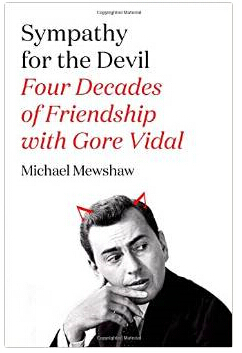 Sympathy
for the Devil
Four Decades
of Friendship
with Gore Vidal
Michael Mewshaw